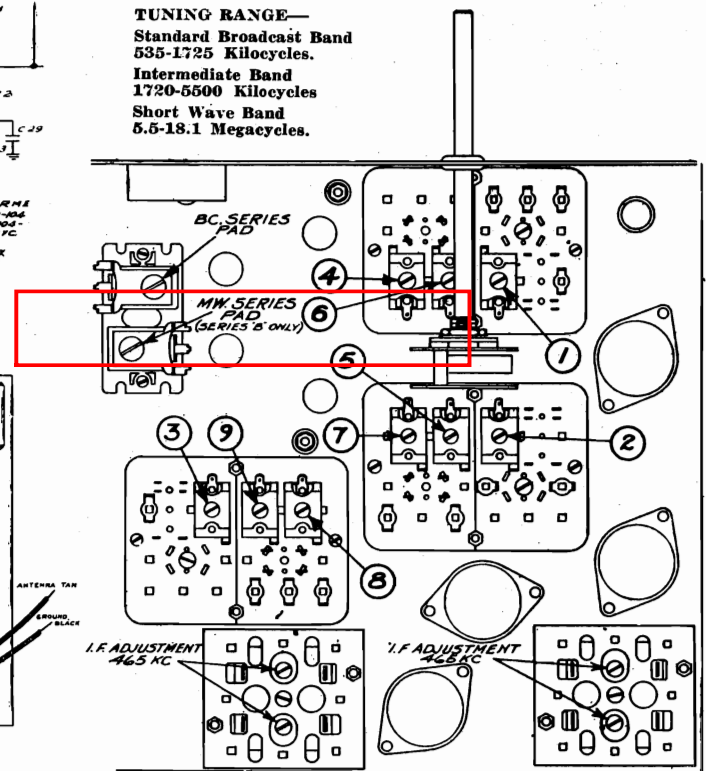 TUNING RANGE—
Standard Broadcast Band
535-1725 Kilocycles.
Intermediate Band
1720-5500 Kilocycles
Short Wave Band
5.5-18.1 Megacycles.
C 29
BC. SERIES
PAD
MW. SERIES
PAD
(SERIES 'B' ONLY)
4
6
1
5
3
9
7
2
8
ANTENNA TAN
GROUND,
BLACK
I.F. ADJUSTMENT
465 KC
I.F. ADJUSTMENT
465 KC